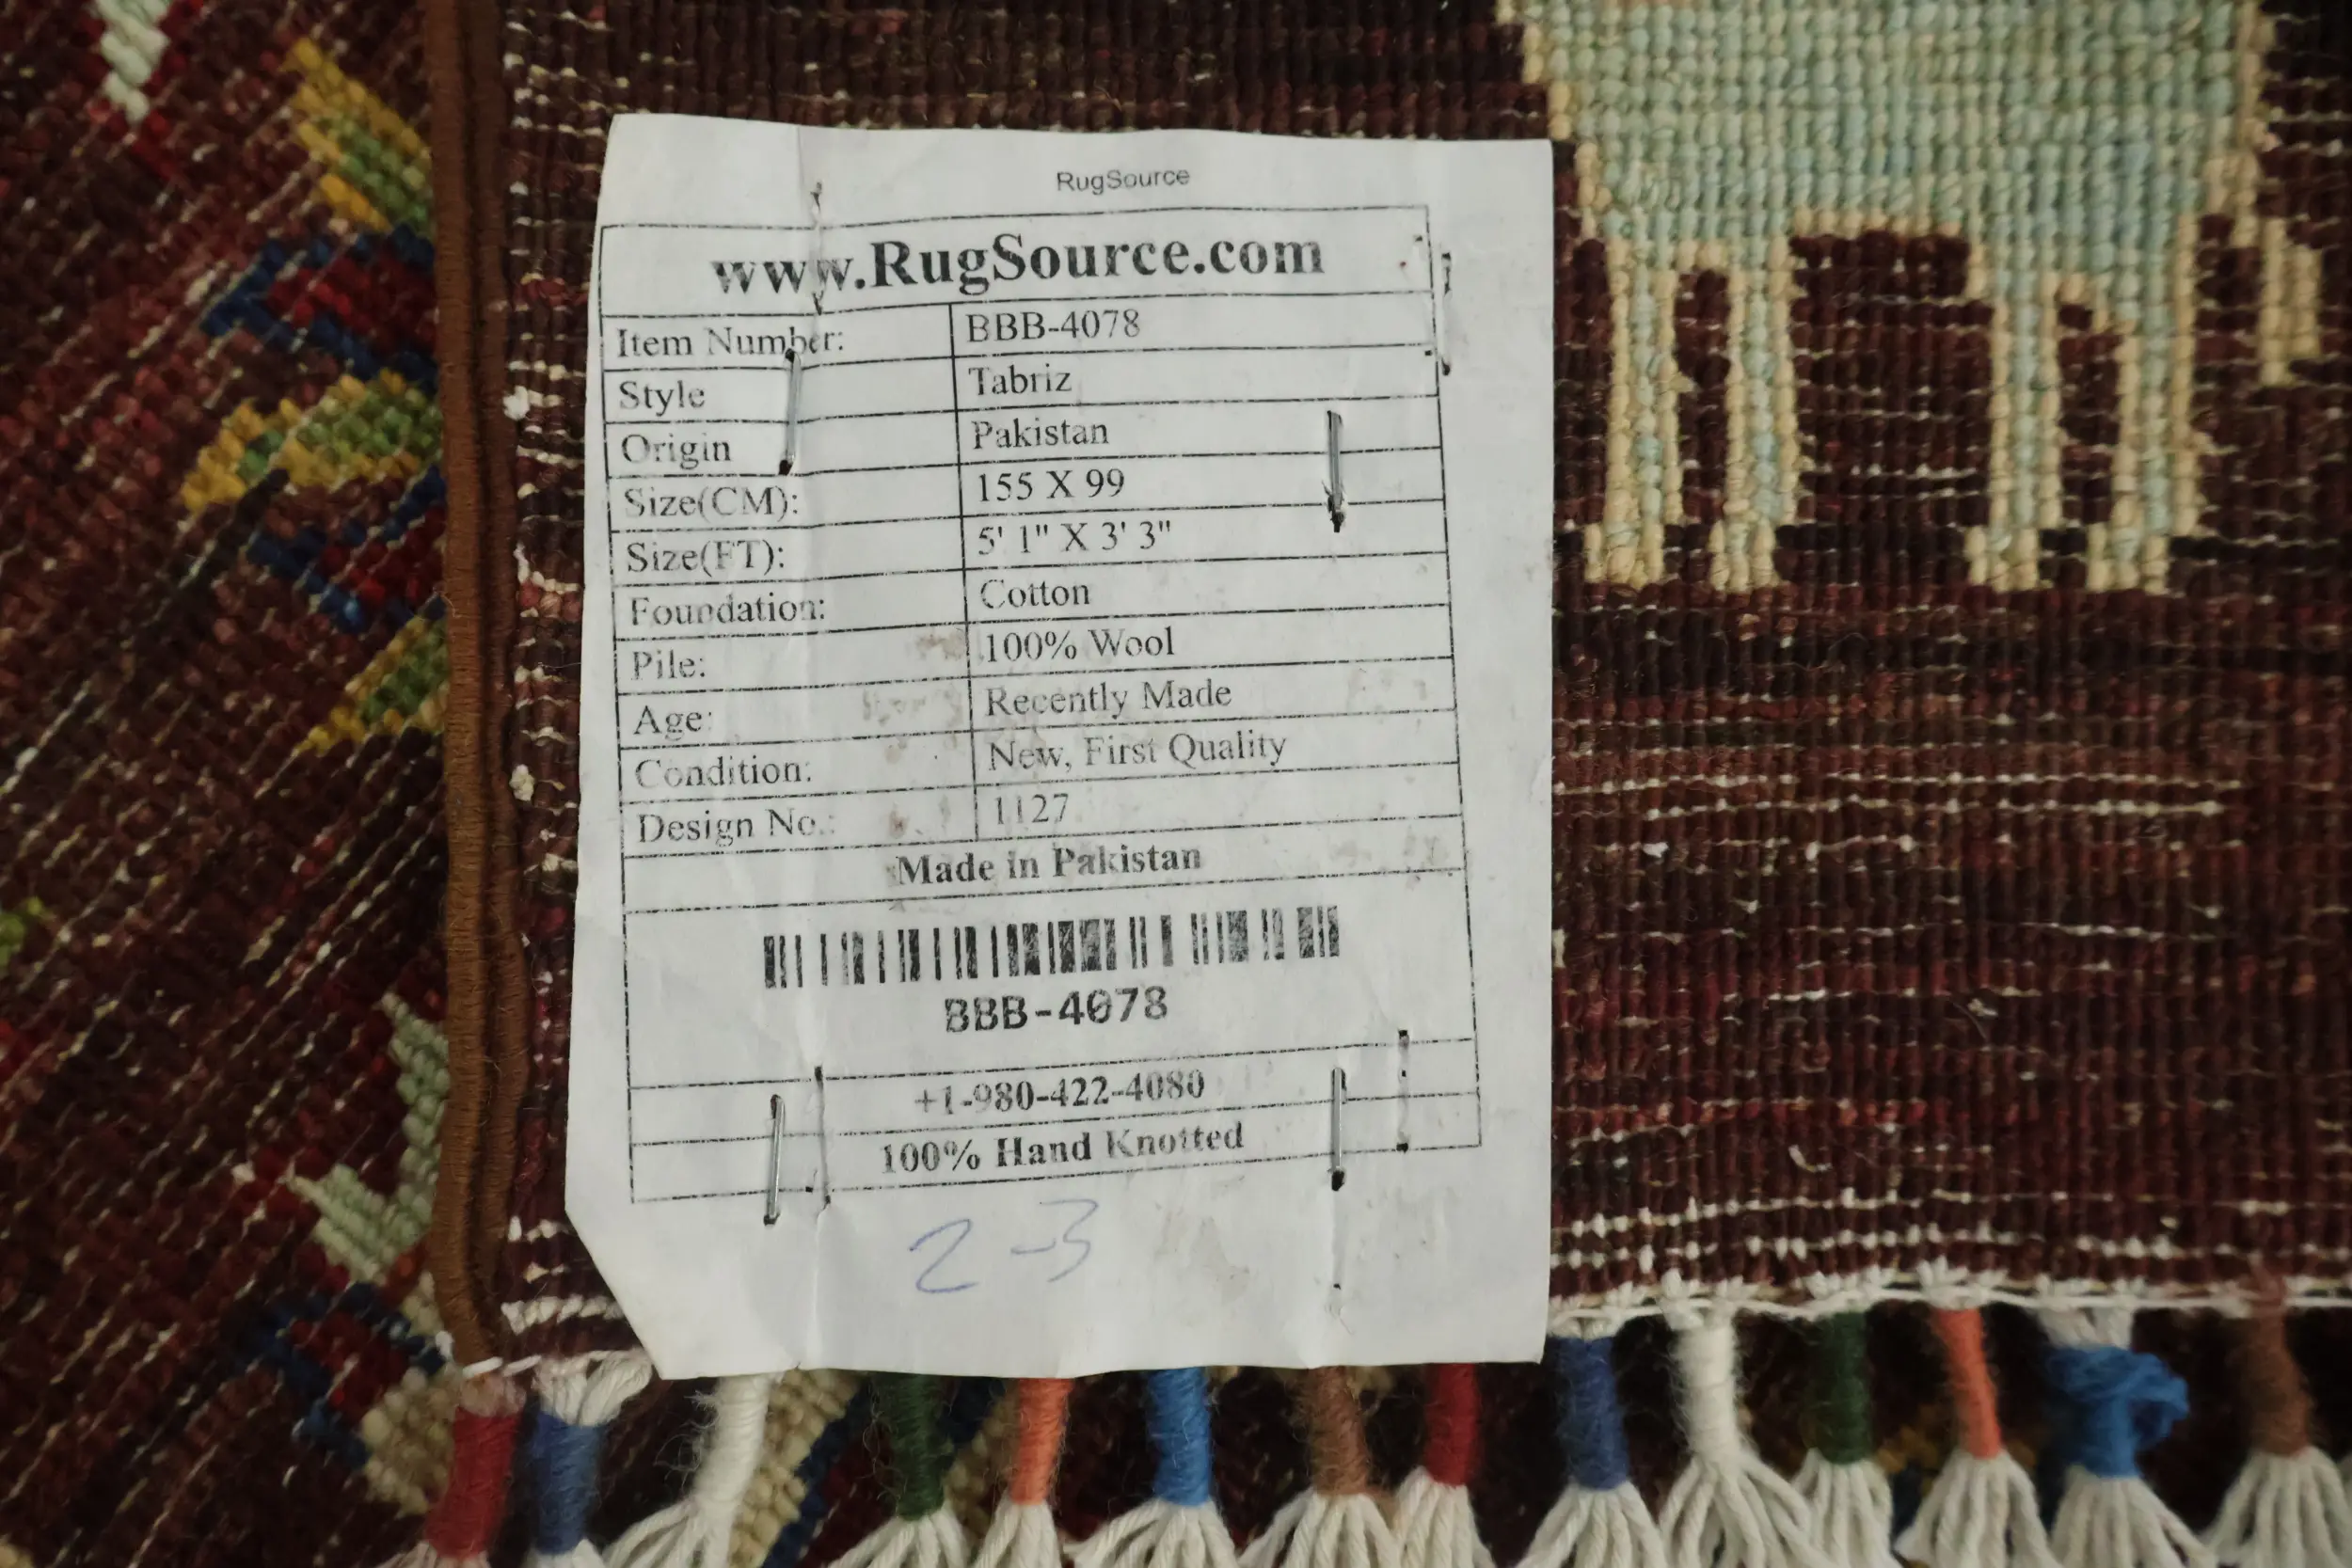 RugSource
www.RugSource.com
Item Number: BBB-4078
Style Tabriz
Origin Pakistan
Size(CM): 155 X 99
Size(FT): 5' 1" X 3' 3"
Foundation: Cotton
Pile: 100% Wool
Age: Recently Made
Condition: New, First Quality
Design No.: 1127
Made in Pakistan
BBB-4078
+1-980-422-4080
100% Hand Knotted
2-3